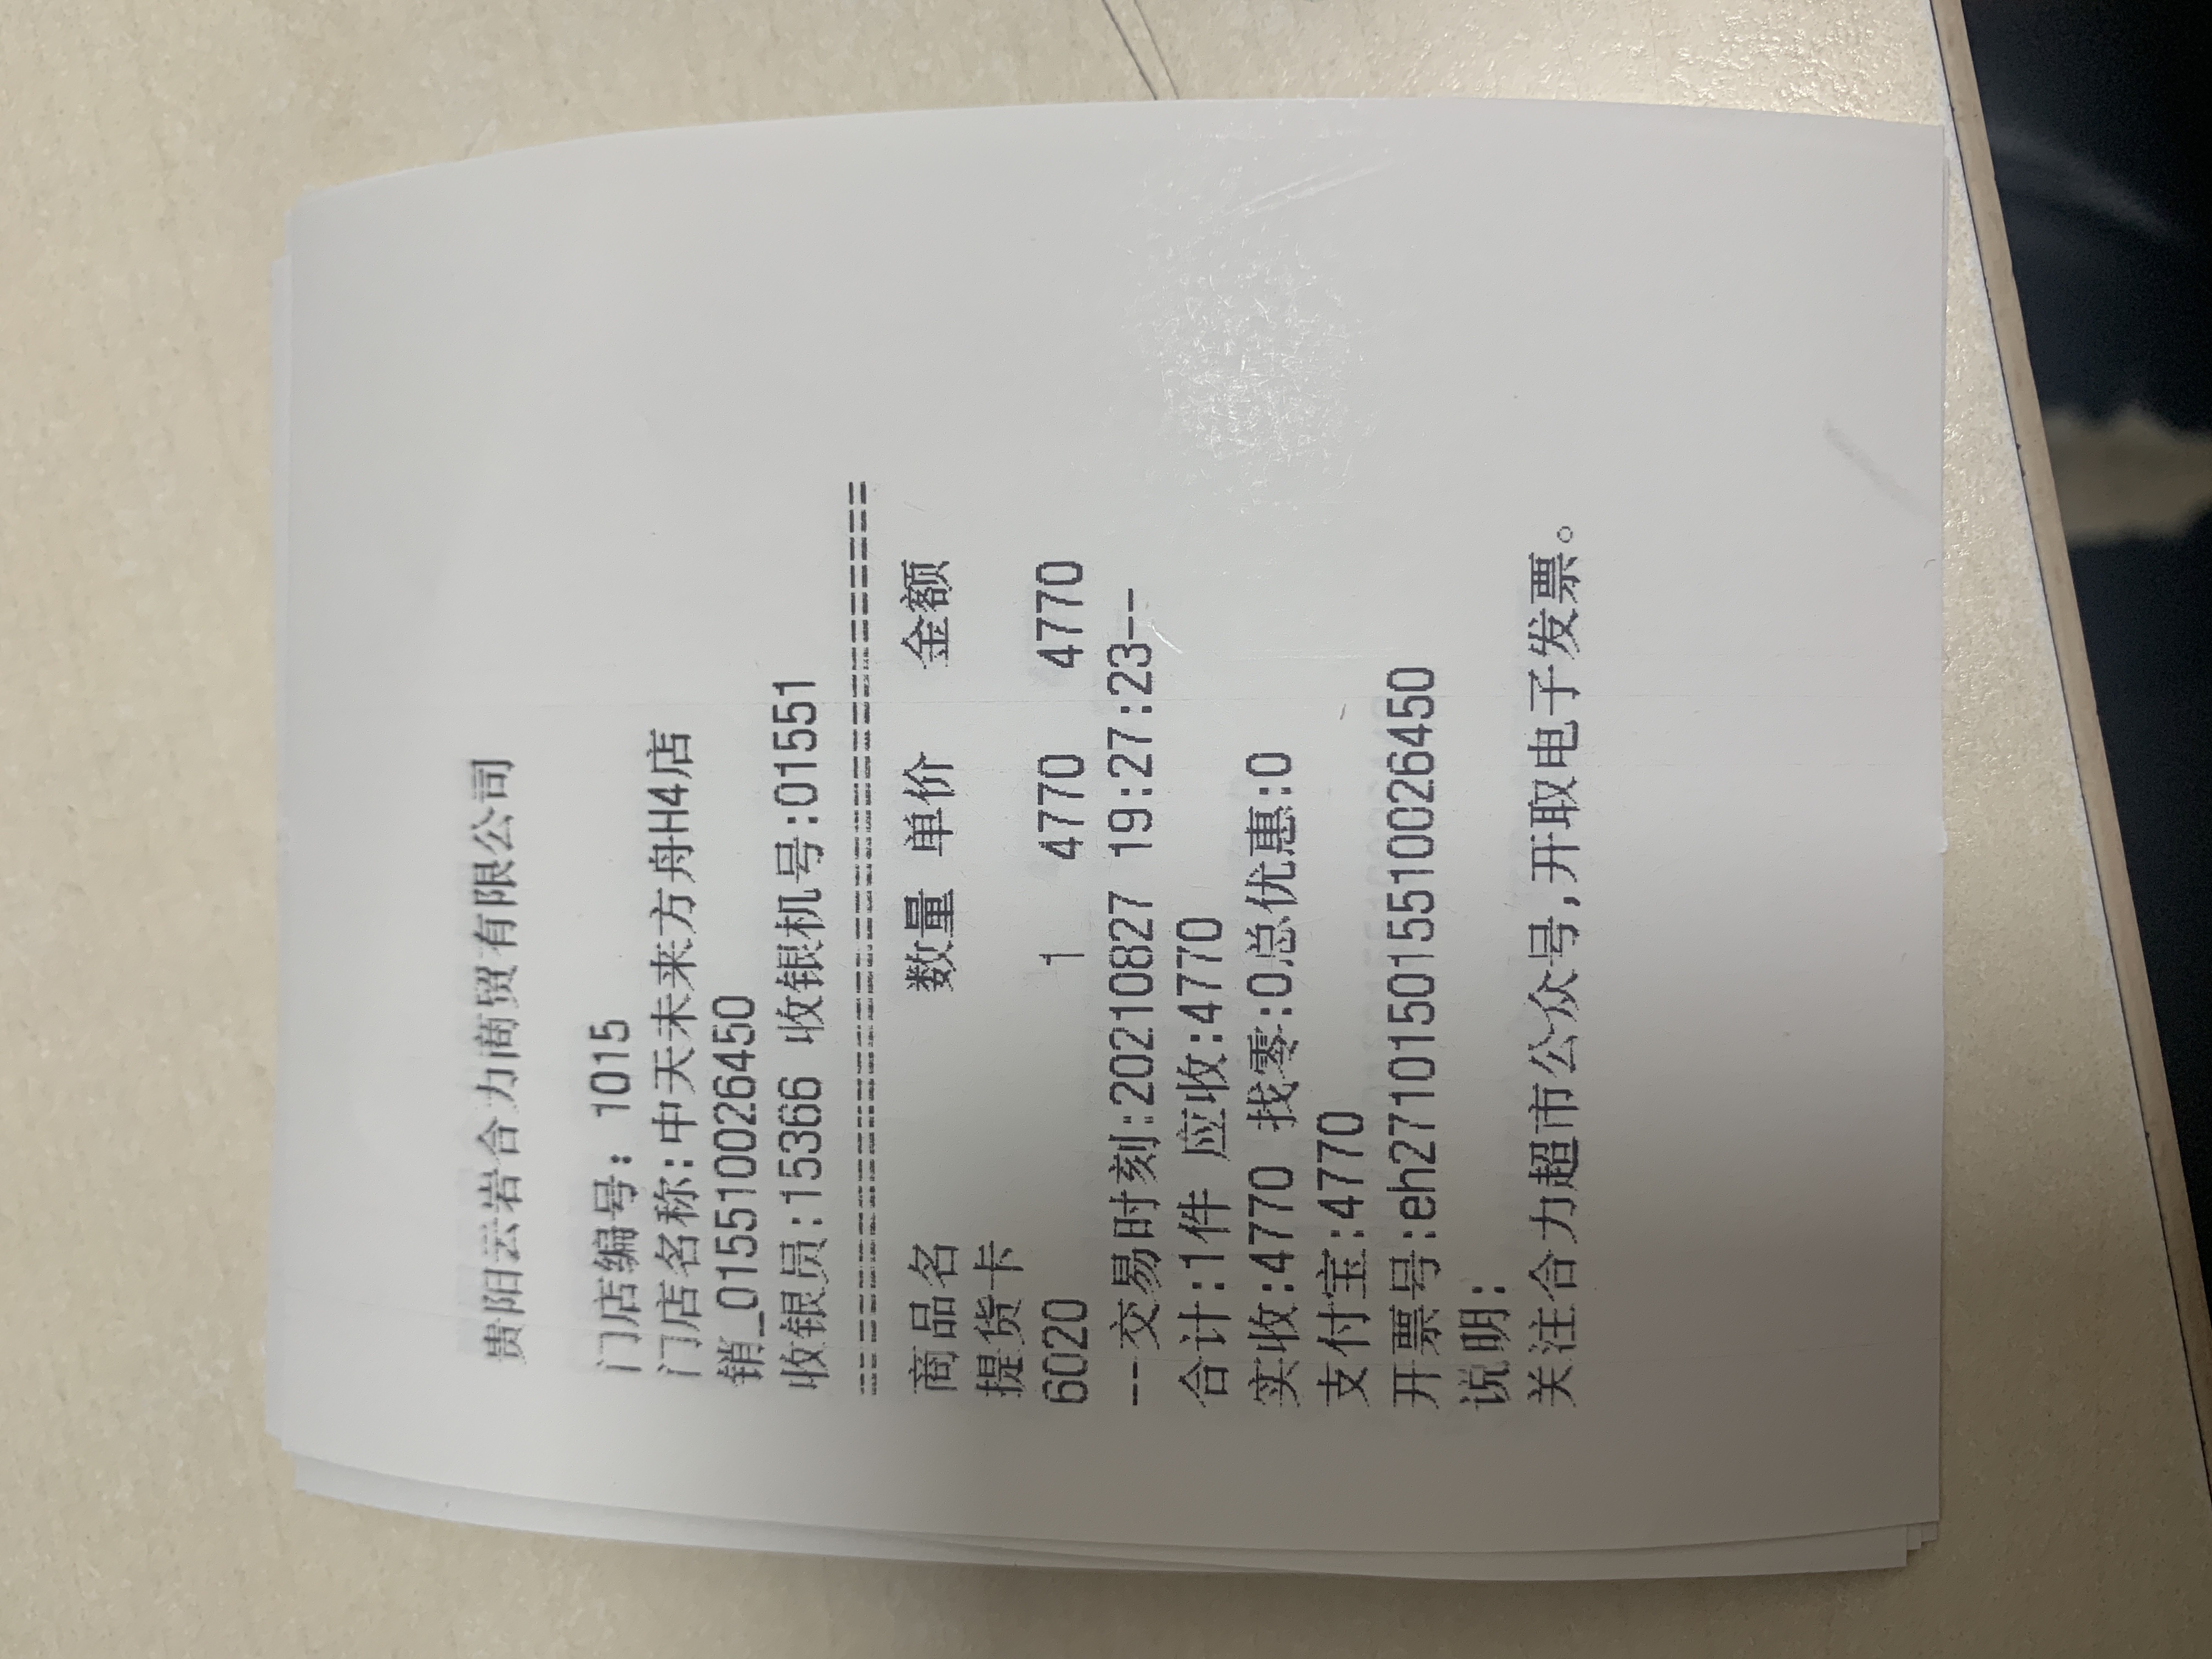 贵阳云岩合力商贸有限公司
门店编号: 1015
门店名称:中天未来方舟H4店
销_0155510026450
收银员:15366 收银机号:01551
========================================
商品名 数量 单价 金额
提货卡
6020 1 4770 4770
--交易时刻:20210827 19:27:23--
合计:1件 应收:4770
实收:4770 找零:0总优惠:0
支付宝:4770
开票号:eh2710150155510026450
说明:
关注合力超市公众号,开取电子发票。